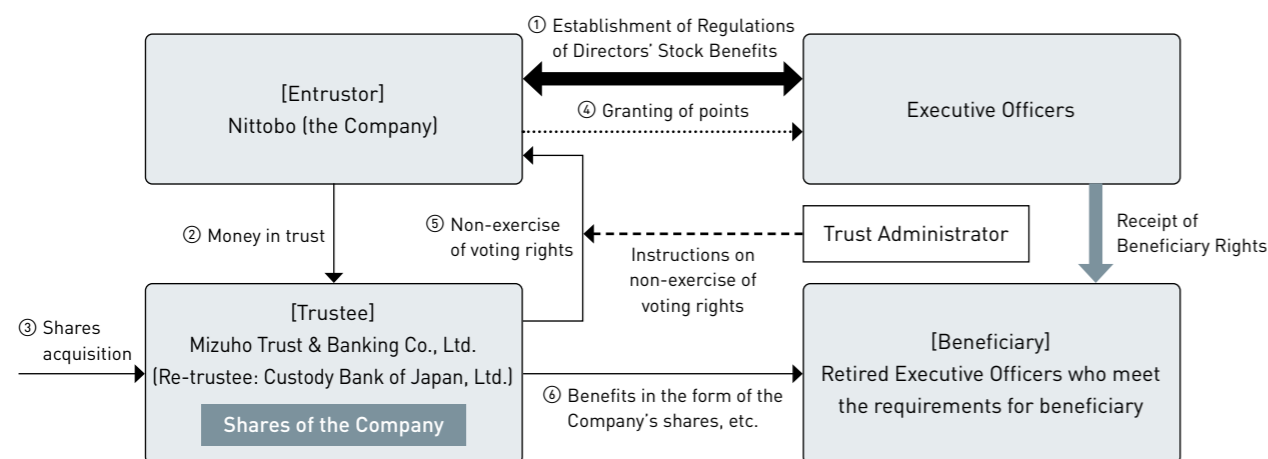 ① Establishment of Regulations
of Directors' Stock Benefits
[Entrustor]
Nittobo (the Company)
④ Granting of points
Executive Officers
② Money in trust
⑤ Non-exercise
of voting rights
Trust Administrator
Receipt of
Beneficiary Rights
Instructions on
non-exercise of
voting rights
③ Shares
acquisition
[Trustee]
Mizuho Trust & Banking Co., Ltd.
(Re-trustee: Custody Bank of Japan, Ltd.)
Shares of the Company
⑥ Benefits in the form of the
Company's shares, etc.
[Beneficiary]
Retired Executive Officers who meet
the requirements for beneficiary